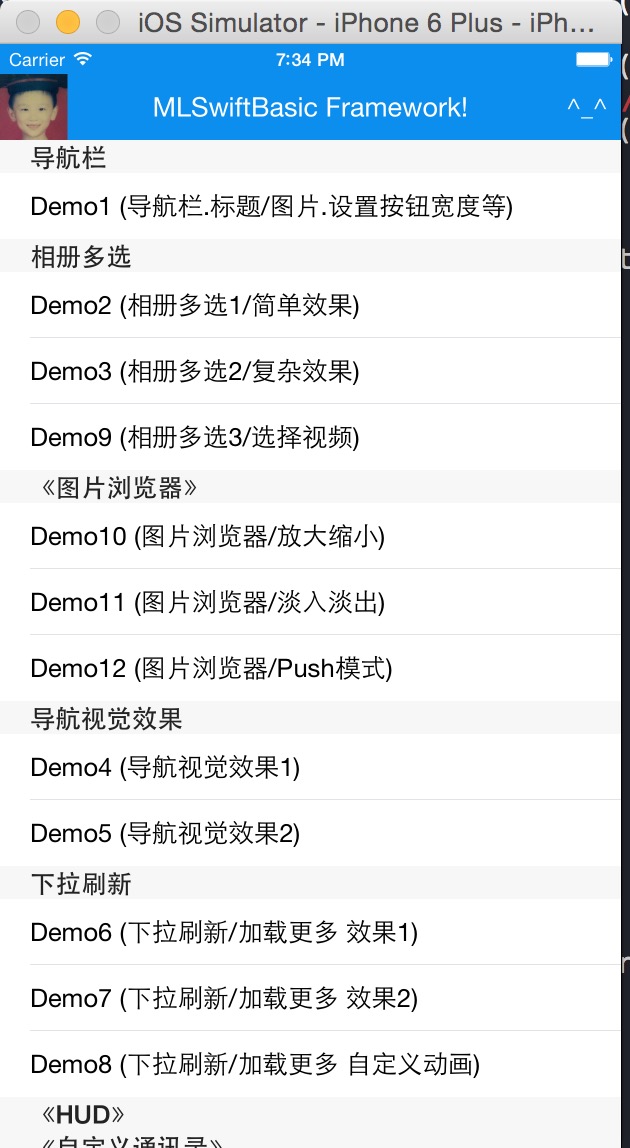 iOS Simulator - iPhone 6 Plus - iPh...
Carrier 7:34 PM
MLSwiftBasic Framework! ^_^
导航栏
Demo1 (导航栏.标题/图片.设置按钮宽度等)
相册多选
Demo2 (相册多选1/简单效果)
Demo3 (相册多选2/复杂效果)
Demo9 (相册多选3/选择视频)
《图片浏览器》
Demo10 (图片浏览器/放大缩小)
Demo11 (图片浏览器/淡入淡出)
Demo12 (图片浏览器/Push模式)
导航视觉效果
Demo4 (导航视觉效果1)
Demo5 (导航视觉效果2)
下拉刷新
Demo6 (下拉刷新/加载更多 效果1)
Demo7 (下拉刷新/加载更多 效果2)
Demo8 (下拉刷新/加载更多 自定义动画)
《HUD》
《自定义通讯录》